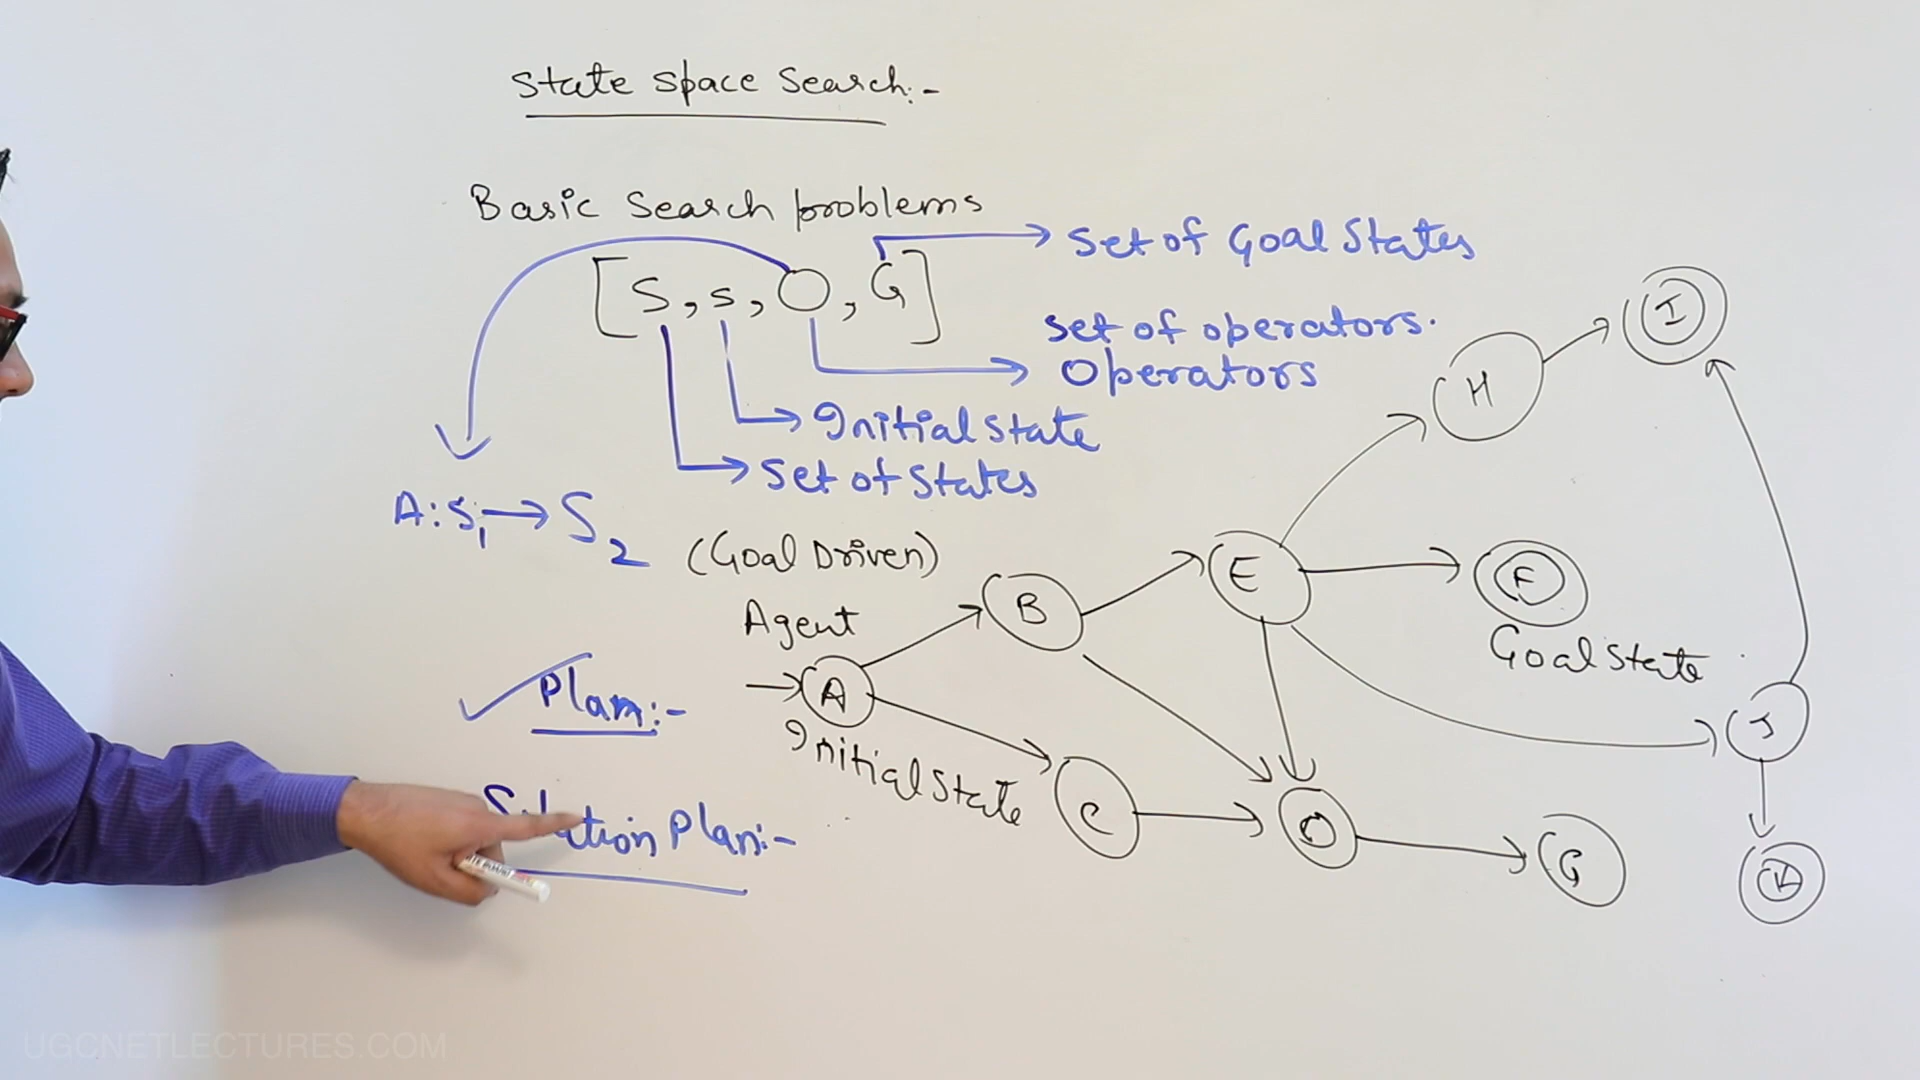 State Space Search:-
Basic Search problems
[S, s, O, G]
Set of Goal States
Set of operators.
Operators
Initial state
Set of States
A: S1 → S2
(Goal Driven)
Agent
Plan:-
Initial State
Solution Plan:-
A
B
C
D
E
F
Goal State
G
H
I
J
K
UGCNETLECTURES.COM